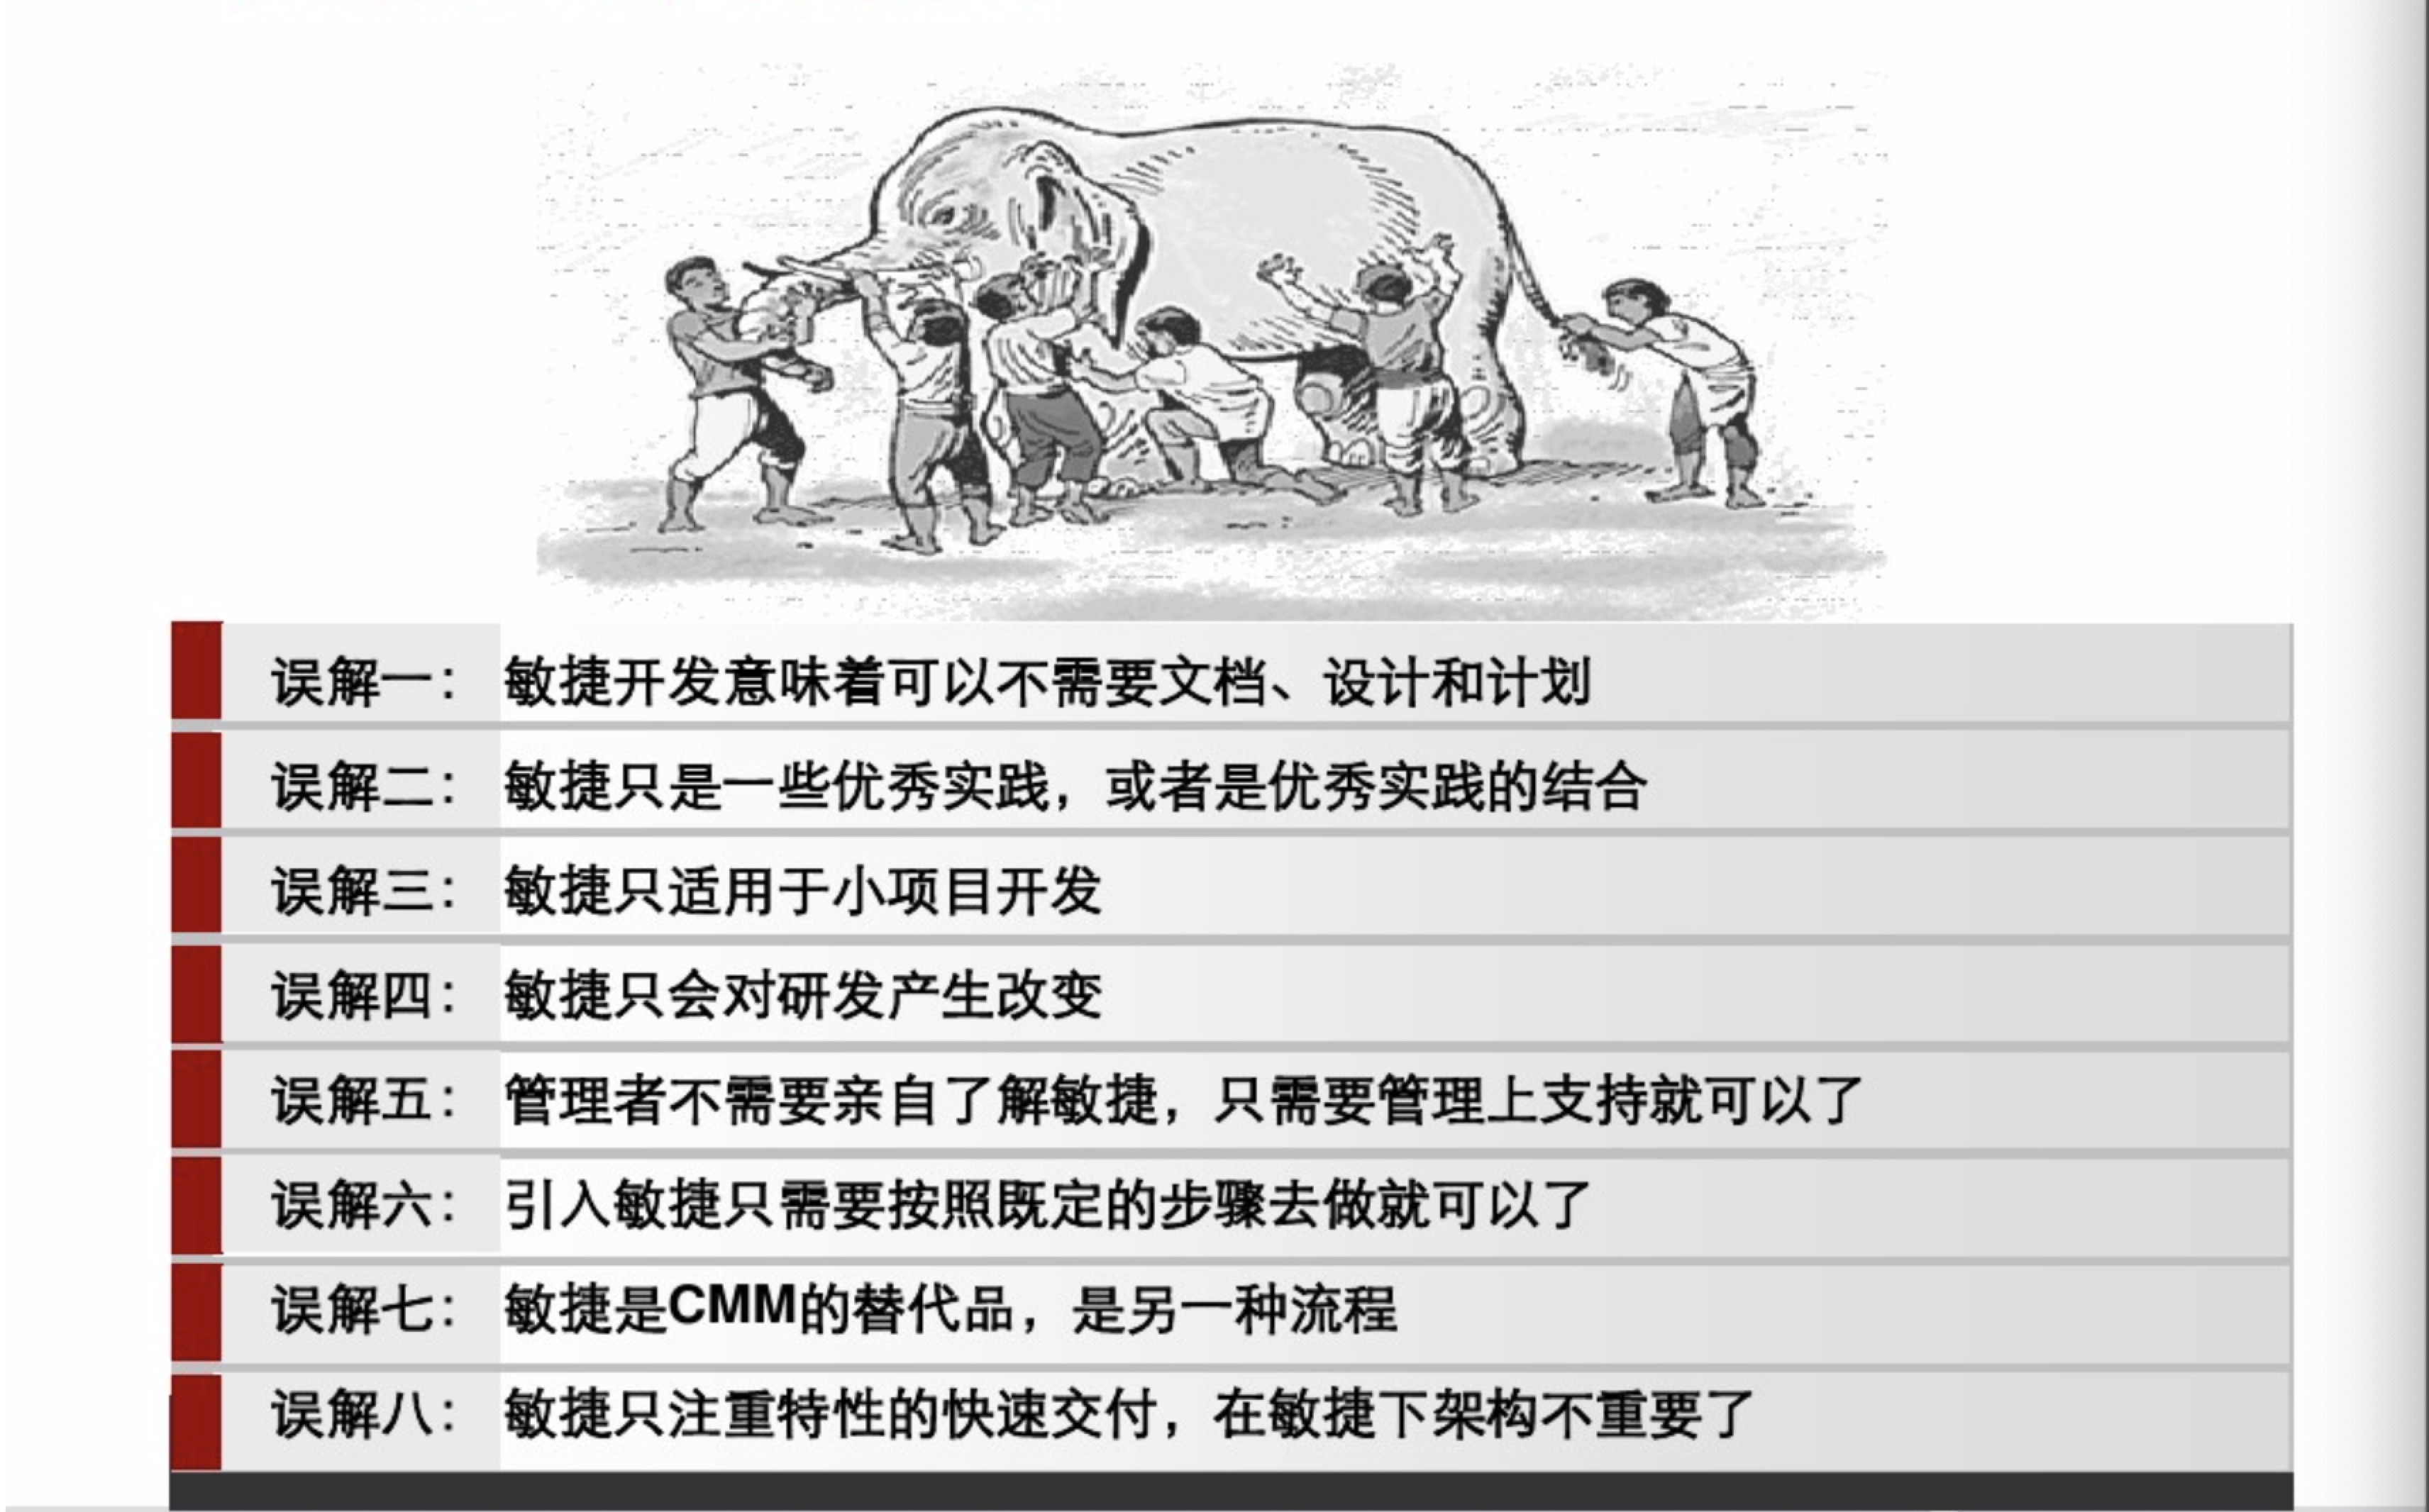 误解一： 敏捷开发意味着可以不需要文档、设计和计划
误解二： 敏捷只是一些优秀实践，或者是优秀实践的结合
误解三： 敏捷只适用于小项目开发
误解四： 敏捷只会对研发产生改变
误解五： 管理者不需要亲自了解敏捷，只需要管理上支持就可以了
误解六： 引入敏捷只需要按照既定的步骤去做就可以了
误解七： 敏捷是CMM的替代品，是另一种流程
误解八： 敏捷只注重特性的快速交付，在敏捷下架构不重要了